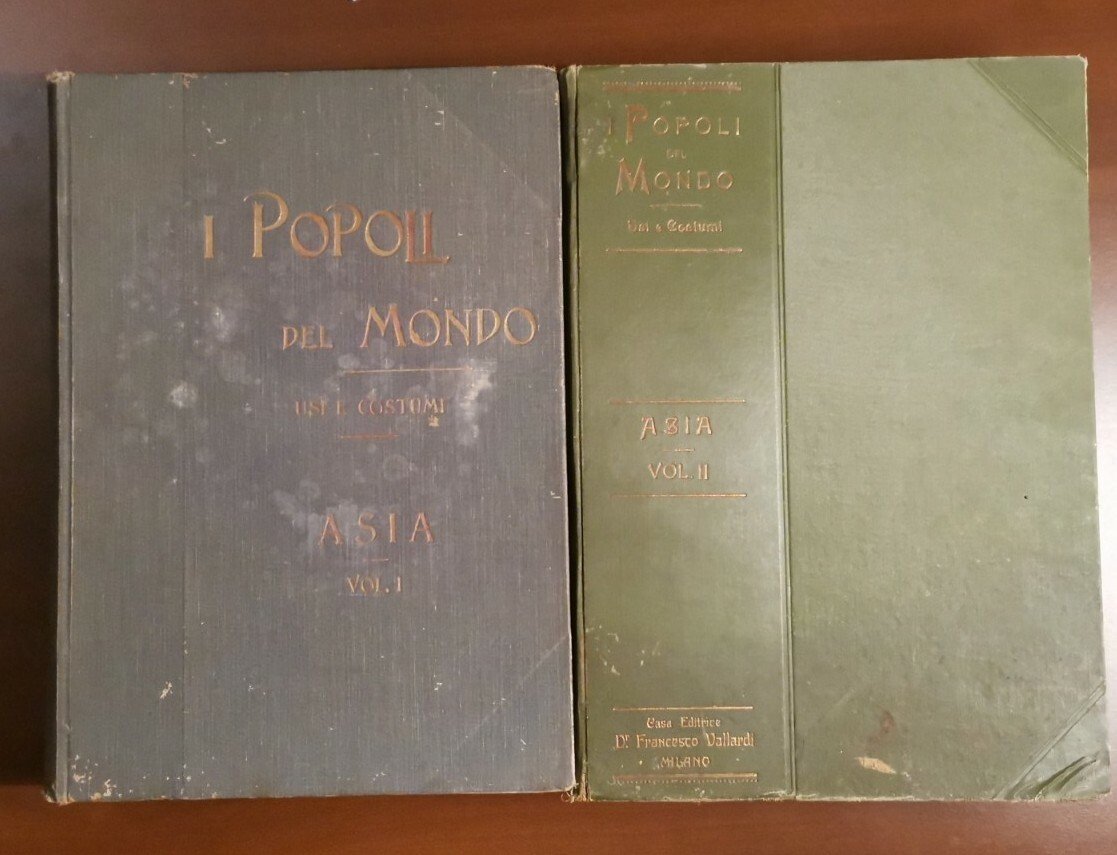 I POPOLI
DEL MONDO
USI E COSTUMI
ASIA
VOL. I
I POPOLI
DEL
MONDO
Usi e Costumi
ASIA
VOL. II
Casa Editrice
Dr. Francesco Vallardi
MILANO